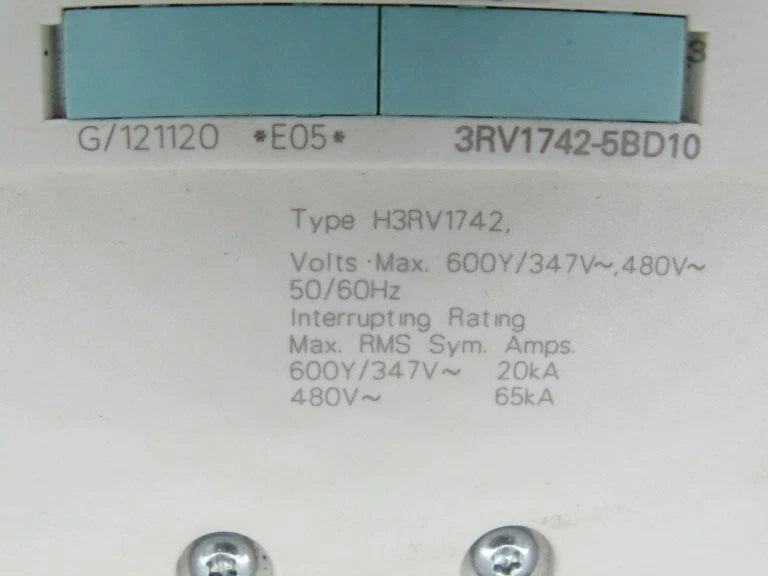 G/121120 *E05* 3RV1742-5BD10
Type H3RV1742,
Volts Max. 600Y/347V~, 480V~
50/60Hz
Interrupting Rating
Max. RMS Sym. Amps.
600Y/347V~ 20kA
480V~ 65kA